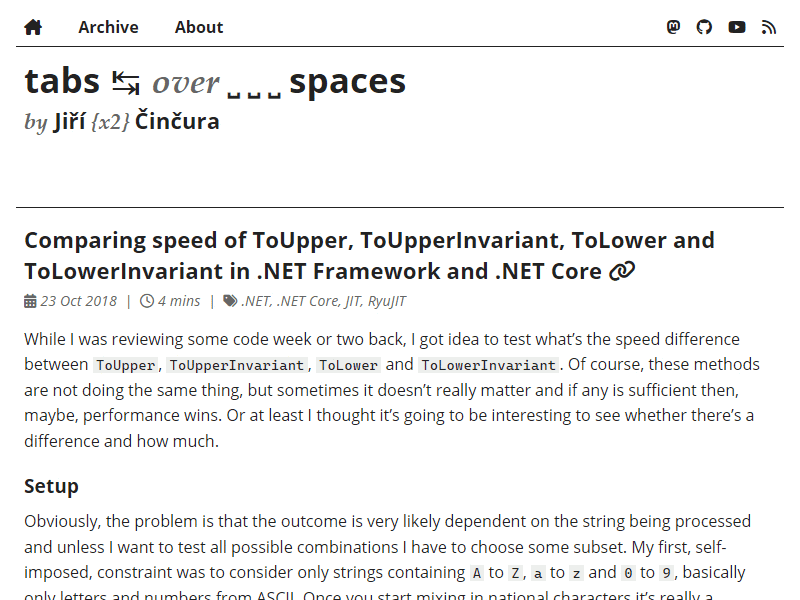 Archive About
tabs ↹ over ␣␣␣ spaces
by Jiří {x2} Činčura
Comparing speed of ToUpper, ToUpperInvariant, ToLower and
ToLowerInvariant in .NET Framework and .NET Core
23 Oct 2018 | 4 mins | .NET, .NET Core, JIT, RyuJIT
While I was reviewing some code week or two back, I got idea to test what’s the speed difference
between ToUpper, ToUpperInvariant, ToLower and ToLowerInvariant. Of course, these methods
are not doing the same thing, but sometimes it doesn’t really matter and if any is sufficient then,
maybe, performance wins. Or at least I thought it’s going to be interesting to see whether there’s a
difference and how much.
Setup
Obviously, the problem is that the outcome is very likely dependent on the string being processed
and unless I want to test all possible combinations I have to choose some subset. My first, self-
imposed, constraint was to consider only strings containing A to Z, a to z and 0 to 9, basically
only letters and numbers from ASCII. Once you start mixing in national characters it’s really a